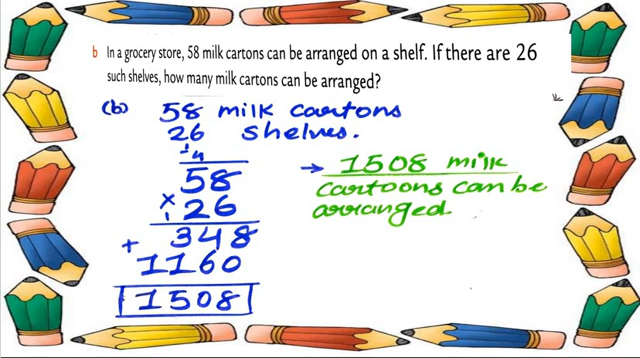 b In a grocery store, 58 milk cartons can be arranged on a shelf. If there are 26
such shelves, how many milk cartons can be arranged?
(b) 58 milk cartons
26 shelves.
14
58
× 26
1
348
+
1160
1508
→ 1508 milk
cartoons can be
arranged.